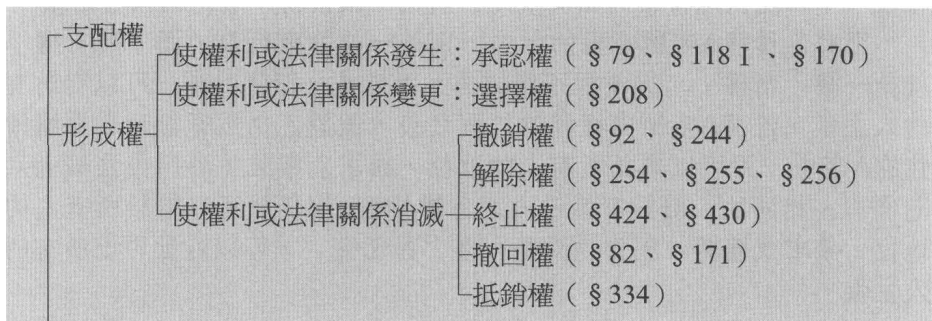 支配權
使權利或法律關係發生：承認權（§79、§118Ⅰ、§170）
使權利或法律關係變更：選擇權（§208）
形成權
撤銷權（§92、§244）
解除權（§254、§255、§256）
使權利或法律關係消滅
終止權（§424、§430）
撤回權（§82、§171）
抵銷權（§334）